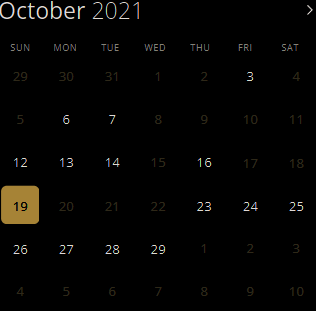 October 2021
SUN MON TUE WED THU FRI SAT
29 30 31 1 2 3 4
5 6 7 8 9 10 11
12 13 14 15 16 17 18
19 20 21 22 23 24 25
26 27 28 29 1 2 3
4 5 6 7 8 9 10